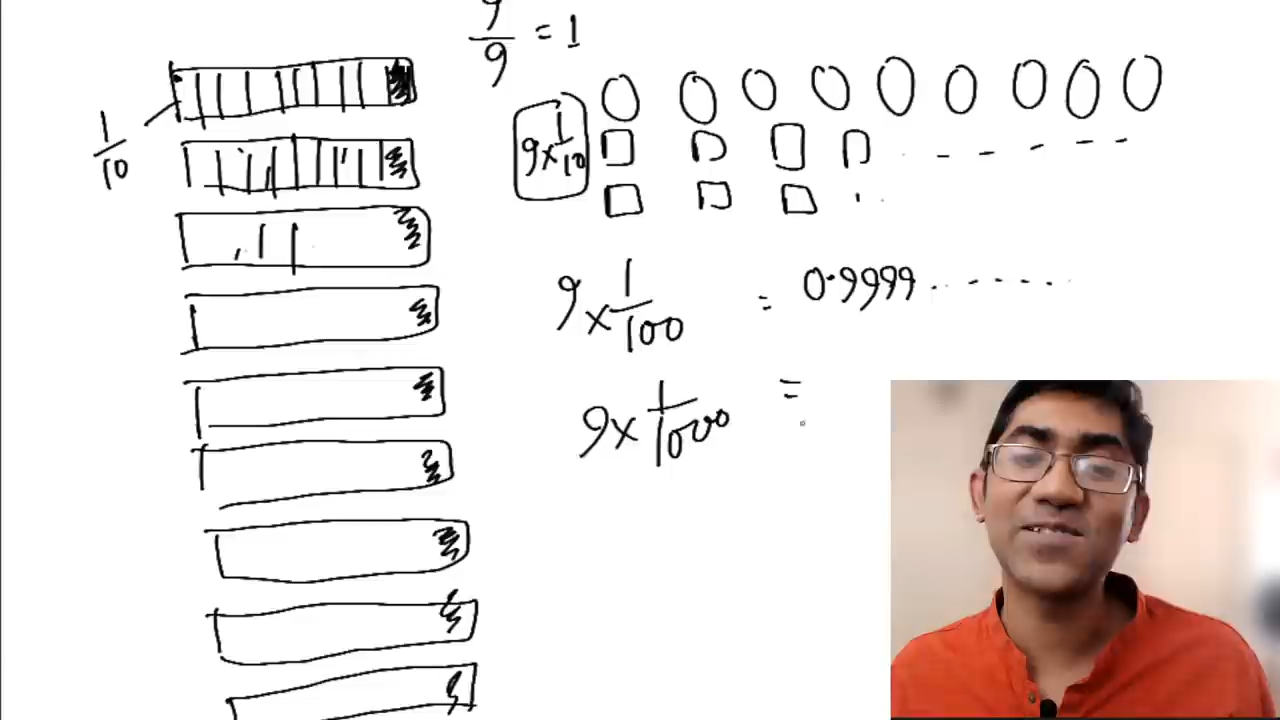 9/9 = 1
1/10
9 × 1/10
9 × 1/100 = 0.9999 . . . . . . .
9 × 1/1000 =